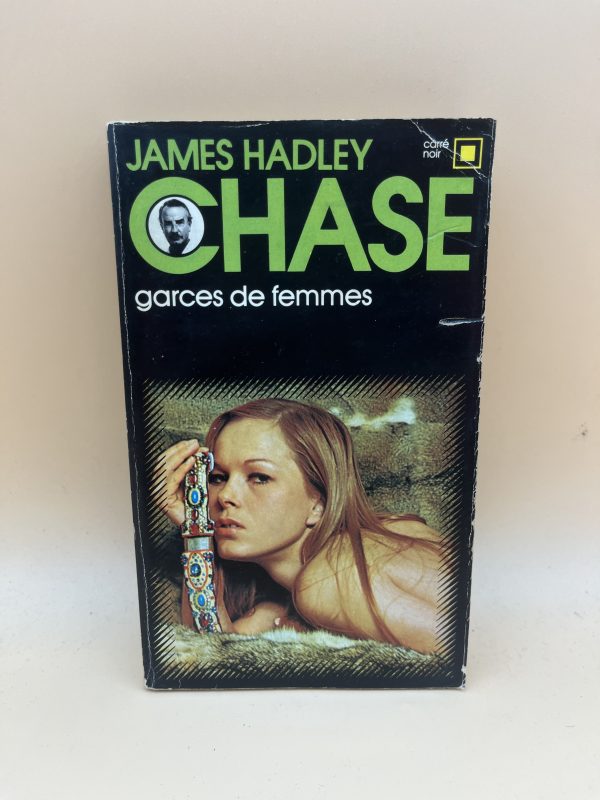 JAMES HADLEY
carré
noir
CHASE
garces de femmes